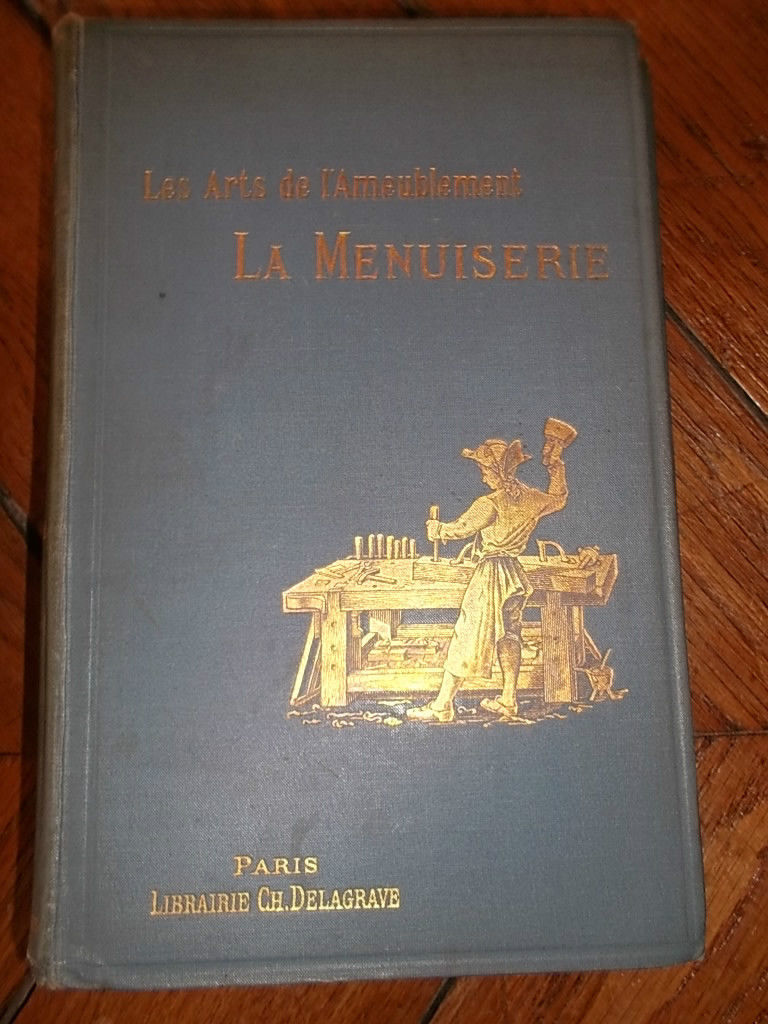 Les Arts de l'Ameublement
LA MENUISERIE
PARIS
LIBRAIRIE CH. DELAGRAVE